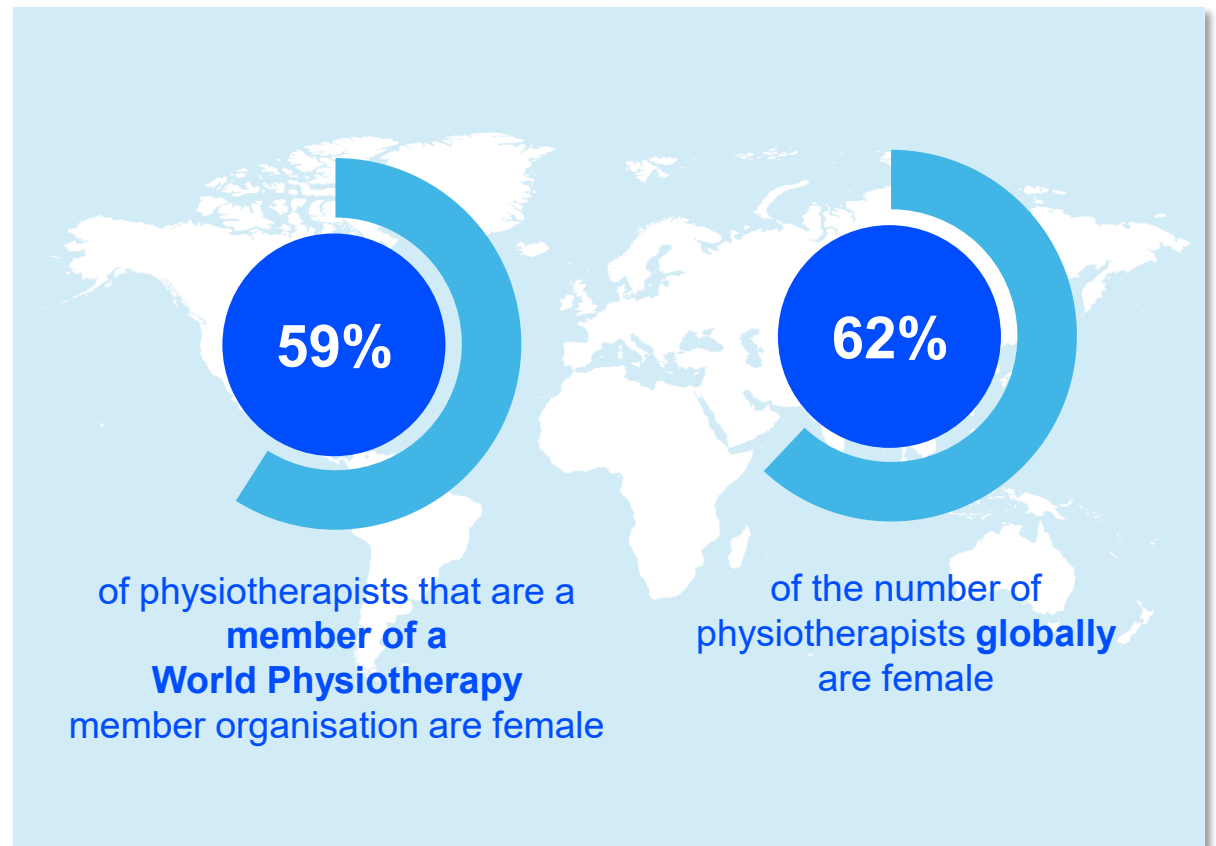 59%
of physiotherapists that are a
member of a
World Physiotherapy
member organisation are female
62%
of the number of
physiotherapists globally
are female